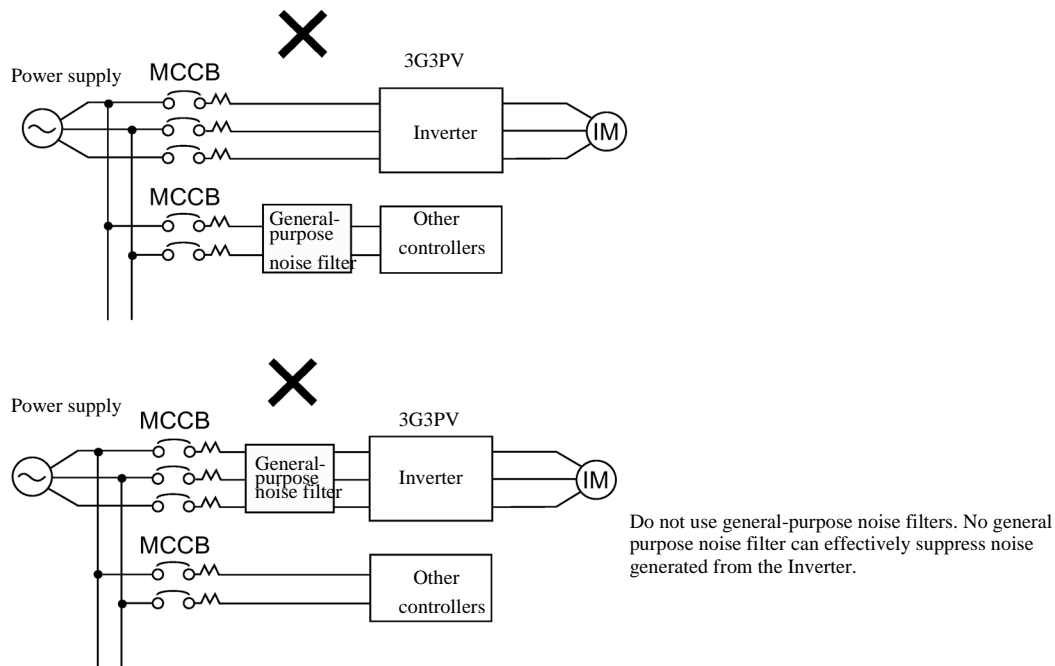 3G3PV
Power supply
MCCB
Inverter
IM
MCCB
General-
purpose
noise filter
Other
controllers
Power supply
MCCB
3G3PV
General-
purpose
noise filter
Inverter
IM
Do not use general-purpose noise filters. No general
purpose noise filter can effectively suppress noise
generated from the Inverter.
MCCB
Other
controllers